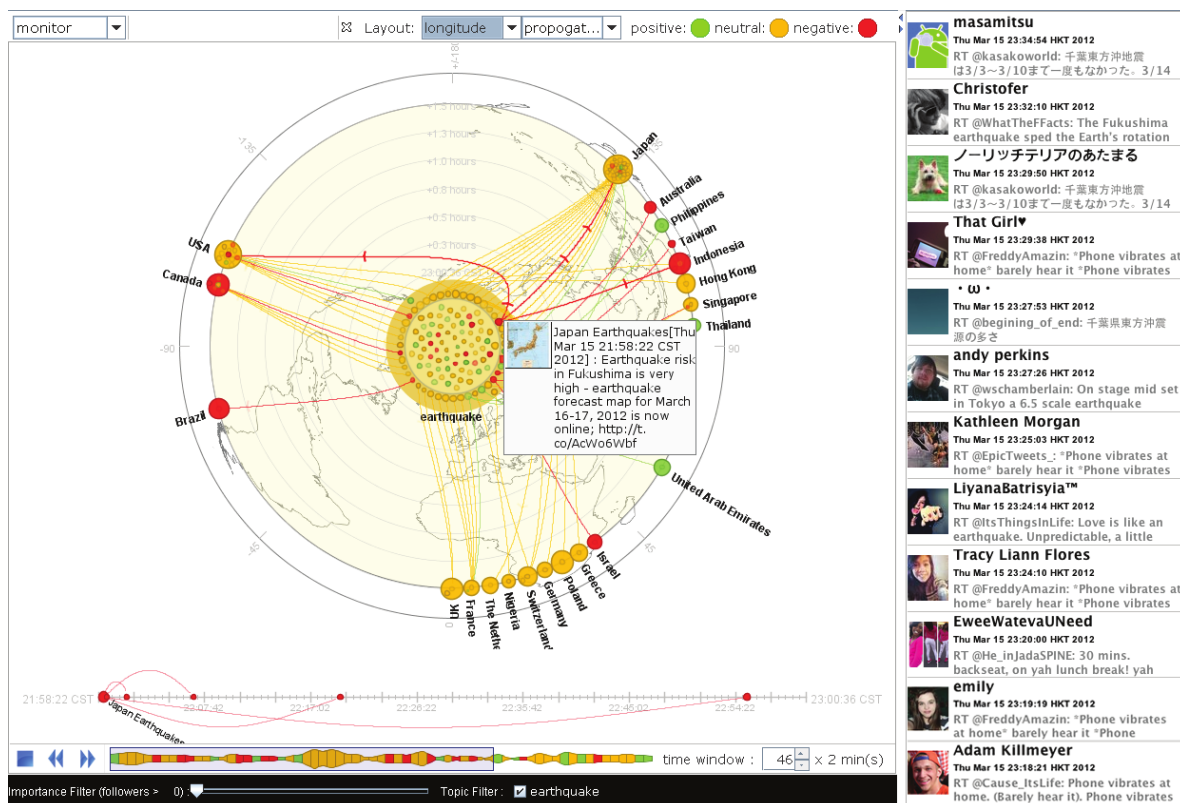 monitor
Layout:
longitude
propogat...
positive:
neutral:
negative:
+/-180
-135
-90
-45
0
45
90
+1.3 hours
+1.0 hours
+0.8 hours
+0.5 hours
+0.3 hours
Japan
Australia
Philippines
Taiwan
Indonesia
Hong Kong
Singapore
Thailand
United Arab Emirates
Israel
Greece
Poland
Germany
Switzerland
Nigeria
The Nethe
France
UK
Brazil
Canada
USA
earthquake
Japan Earthquakes[Thu
Mar 15 21:58:22 CST
2012] : Earthquake risk
in Fukushima is very
high - earthquake
forecast map for March
16-17, 2012 is now
online; http://t.
co/AcWo6Wbf
21:58:22 CST
22:07:42
22:17:02
22:26:22
22:35:42
22:45:02
22:54:22
23:00:36 CST
Japan Earthquakes
time window :
46
x 2 min(s)
Importance Filter (followers > 0) :
Topic Filter :
earthquake
masamitsu
Thu Mar 15 23:34:54 HKT 2012
RT @kasakoworld: 千葉東方沖地震
は3/3〜3/10まで一度もなかつた。3/14
Christofer
Thu Mar 15 23:32:10 HKT 2012
RT @WhatTheFFacts: The Fukushima
earthquake sped the Earth's rotation
ノーリッチテリアのあたまる
Thu Mar 15 23:29:50 HKT 2012
RT @kasakoworld: 千葉東方沖地震
は3/3〜3/10まて一度もなかつた。3/14
That Girl♥
Thu Mar 15 23:29:38 HKT 2012
RT @FreddyAmazin: *Phone vibrates at
home* barely hear it *Phone vibrates
・ω・
Thu Mar 15 23:27:53 HKT 2012
RT @begining_of_end: 千葉県東方沖震
源の多さ
andy perkins
Thu Mar 15 23:27:26 HKT 2012
RT @wschamberlain: On stage mid set
in Tokyo a 6.5 scale earthquake
Kathleen Morgan
Thu Mar 15 23:25:03 HKT 2012
RT @EpicTweets_: *Phone vibrates at
home* barely hear it *Phone vibrates
LiyanaBatrisyia™
Thu Mar 15 23:24:14 HKT 2012
RT @ItsThingsInLife: Love is like an
earthquake. Unpredictable, a little
Tracy Liann Flores
Thu Mar 15 23:24:10 HKT 2012
RT @FreddyAmazin: *Phone vibrates at
home* barely hear it *Phone vibrates
EweeWatevaUNeed
Thu Mar 15 23:20:00 HKT 2012
RT @He_inJadaSPINE: 30 mins.
backseat, on yah lunch break! yah
emily
Thu Mar 15 23:19:19 HKT 2012
RT @FreddyAmazin: *Phone vibrates
at home* barely hear it *Phone
Adam Killmeyer
Thu Mar 15 23:18:21 HKT 2012
RT @Cause_ItsLife: Phone vibrates at
home. (Barely hear it). Phone vibrates